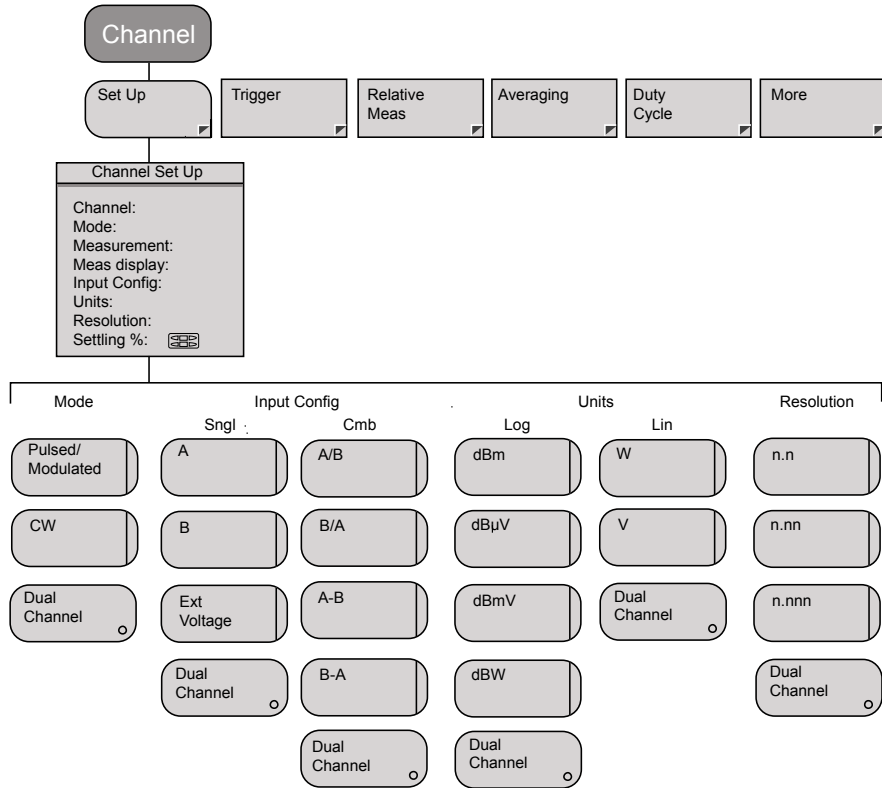 Channel
Set Up
Trigger
Relative
Meas
Averaging
Duty
Cycle
More
Channel Set Up
Channel:
Mode:
Measurement:
Meas display:
Input Config:
Units:
Resolution:
Settling %:
Mode
Input Config
Units
Resolution
Sngl
Cmb
Log
Lin
Pulsed/
Modulated
A
A/B
dBm
W
n.n
CW
B
B/A
dBµV
V
n.nn
Dual
Channel
Ext
Voltage
A-B
dBmV
Dual
Channel
n.nnn
Dual
Channel
B-A
dBW
Dual
Channel
Dual
Channel
Dual
Channel